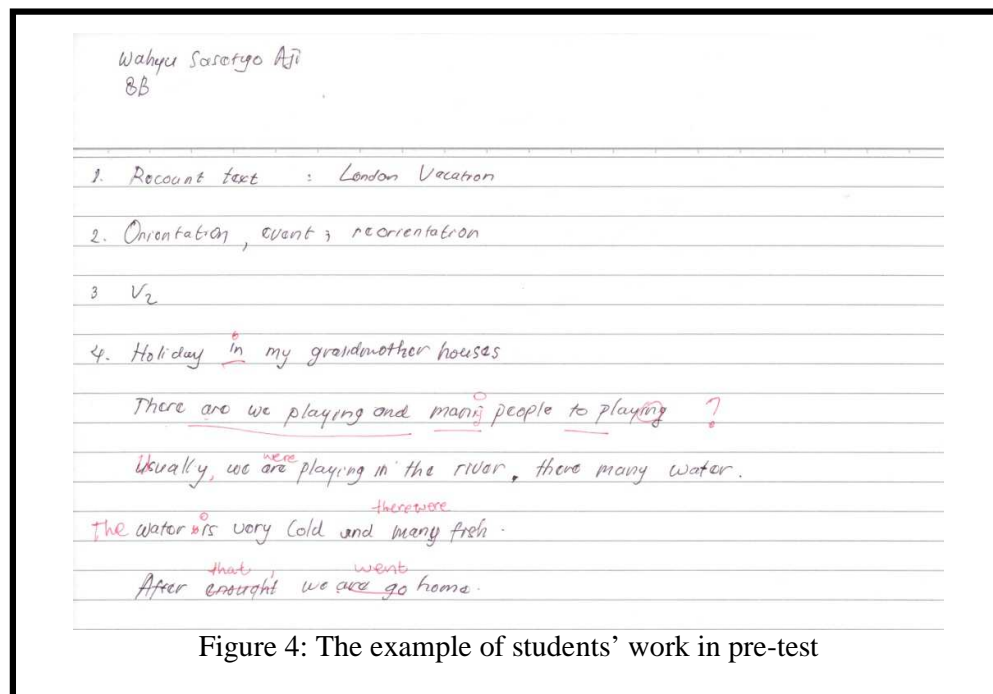 Wahyu Sasotyo Aji
8B
1. Recount text : London Vacation
2. Orientation, event, reorientation
3 V2
4. Holiday in my grandmother houses
There are we playing and many people to playing ?
were
Usually, we are playing in the river, there many water.
there were
The water is very cold and many fish.
that, went
After enought we are go home.
Figure 4: The example of students' work in pre-test